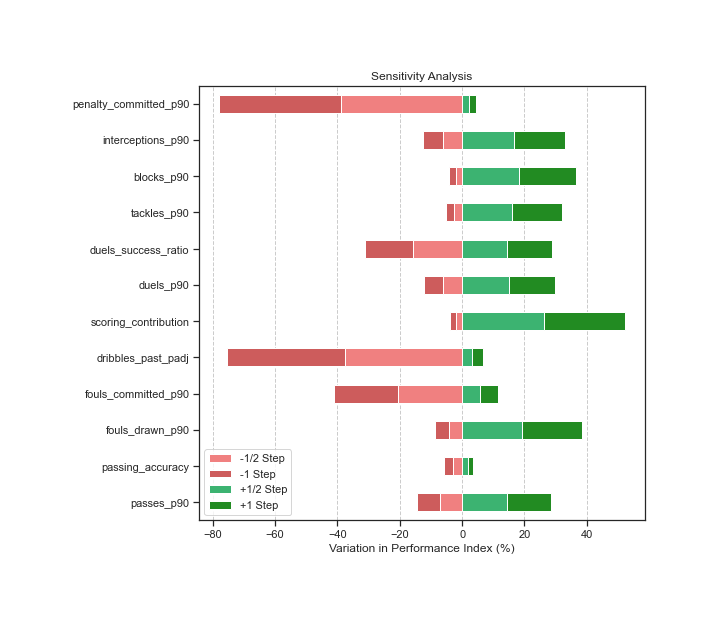 Sensitivity Analysis
penalty_committed_p90
interceptions_p90
blocks_p90
tackles_p90
duels_success_ratio
duels_p90
scoring_contribution
dribbles_past_padj
fouls_committed_p90
fouls_drawn_p90
passing_accuracy
passes_p90
-1/2 Step
-1 Step
+1/2 Step
+1 Step
−80 −60 −40 −20 0 20 40
Variation in Performance Index (%)